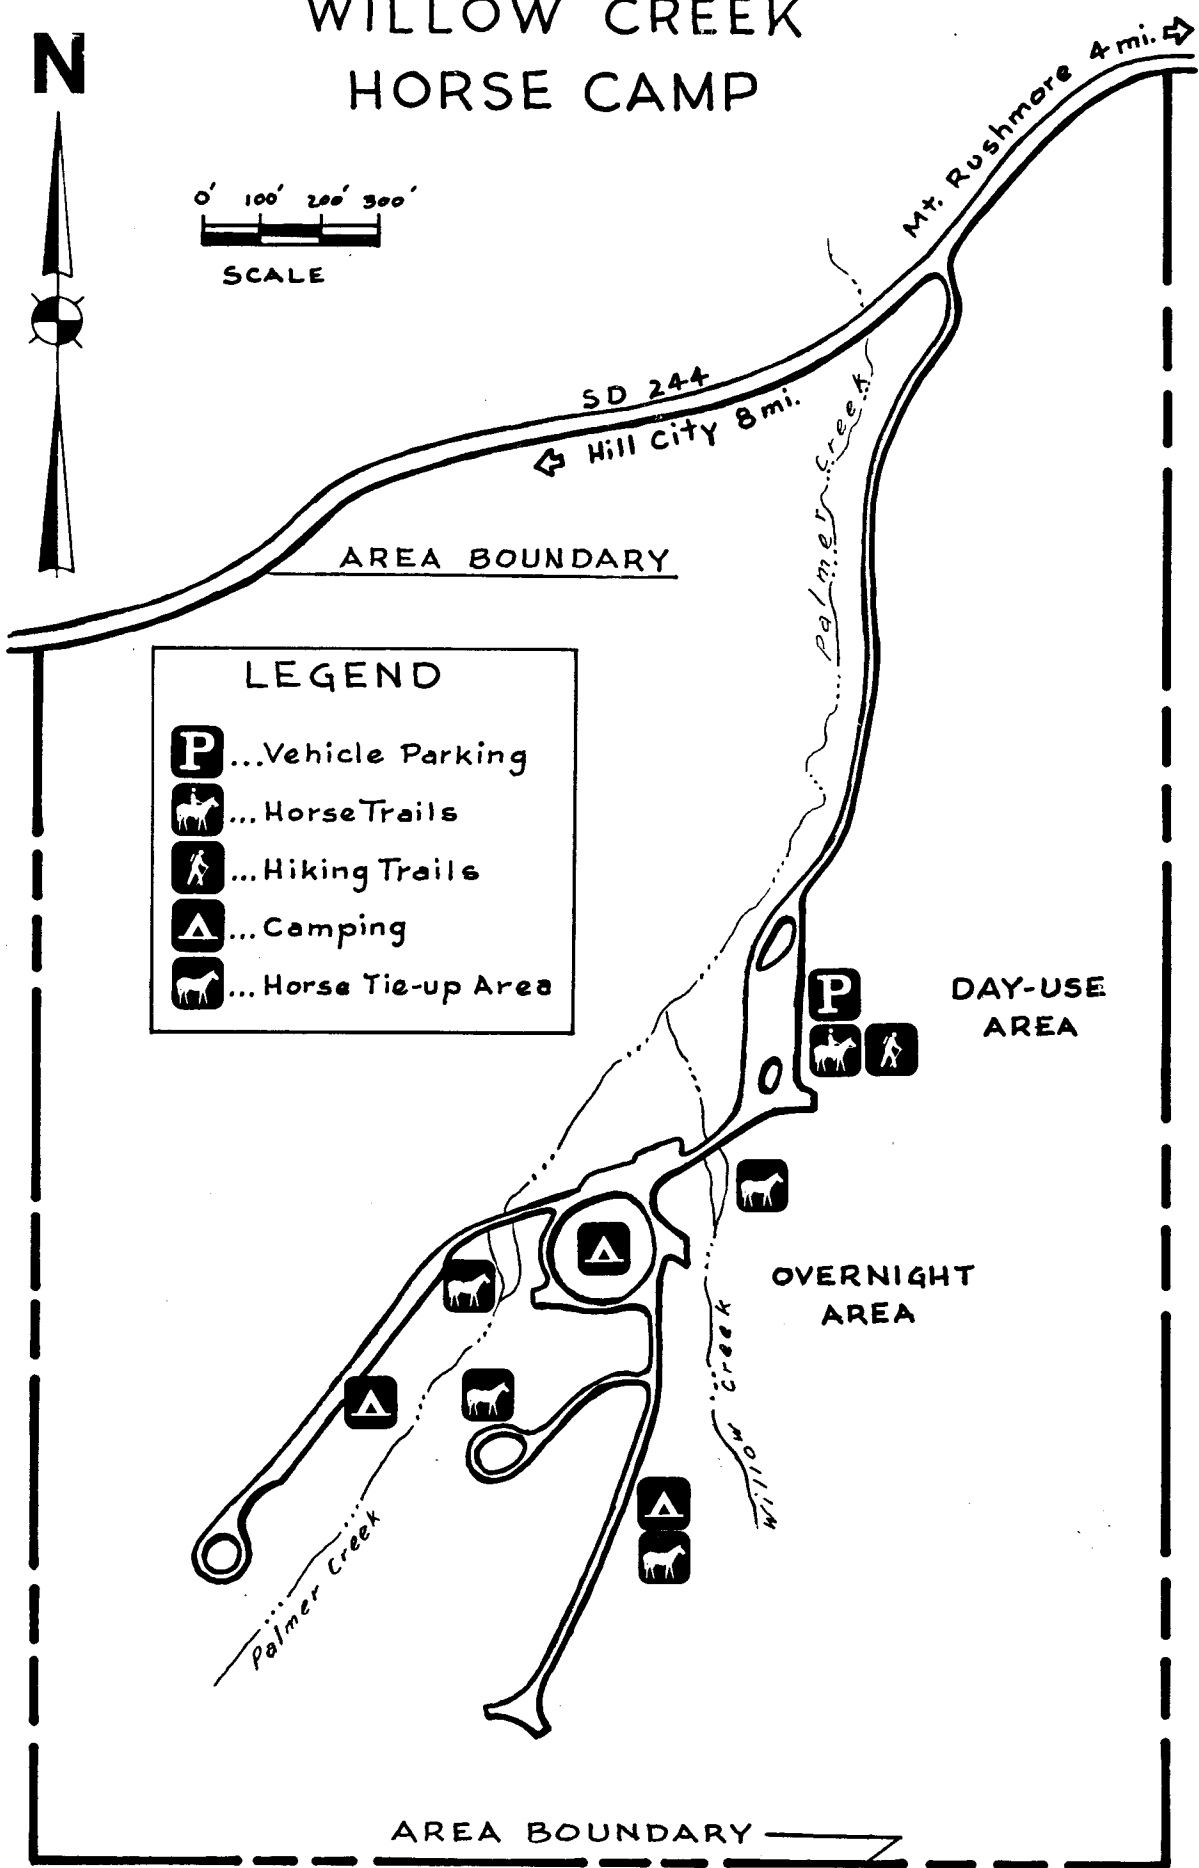 WILLOW CREEK
HORSE CAMP
N
Mt. Rushmore 4 mi.
0' 100' 200' 300'
SCALE
SD 244
Hill City 8 mi.
Palmer Creek
AREA BOUNDARY
LEGEND
P ...Vehicle Parking
...Horse Trails
...Hiking Trails
...Camping
...Horse Tie-up Area
P
DAY-USE
AREA
OVERNIGHT
AREA
Willow Creek
Palmer Creek
AREA BOUNDARY